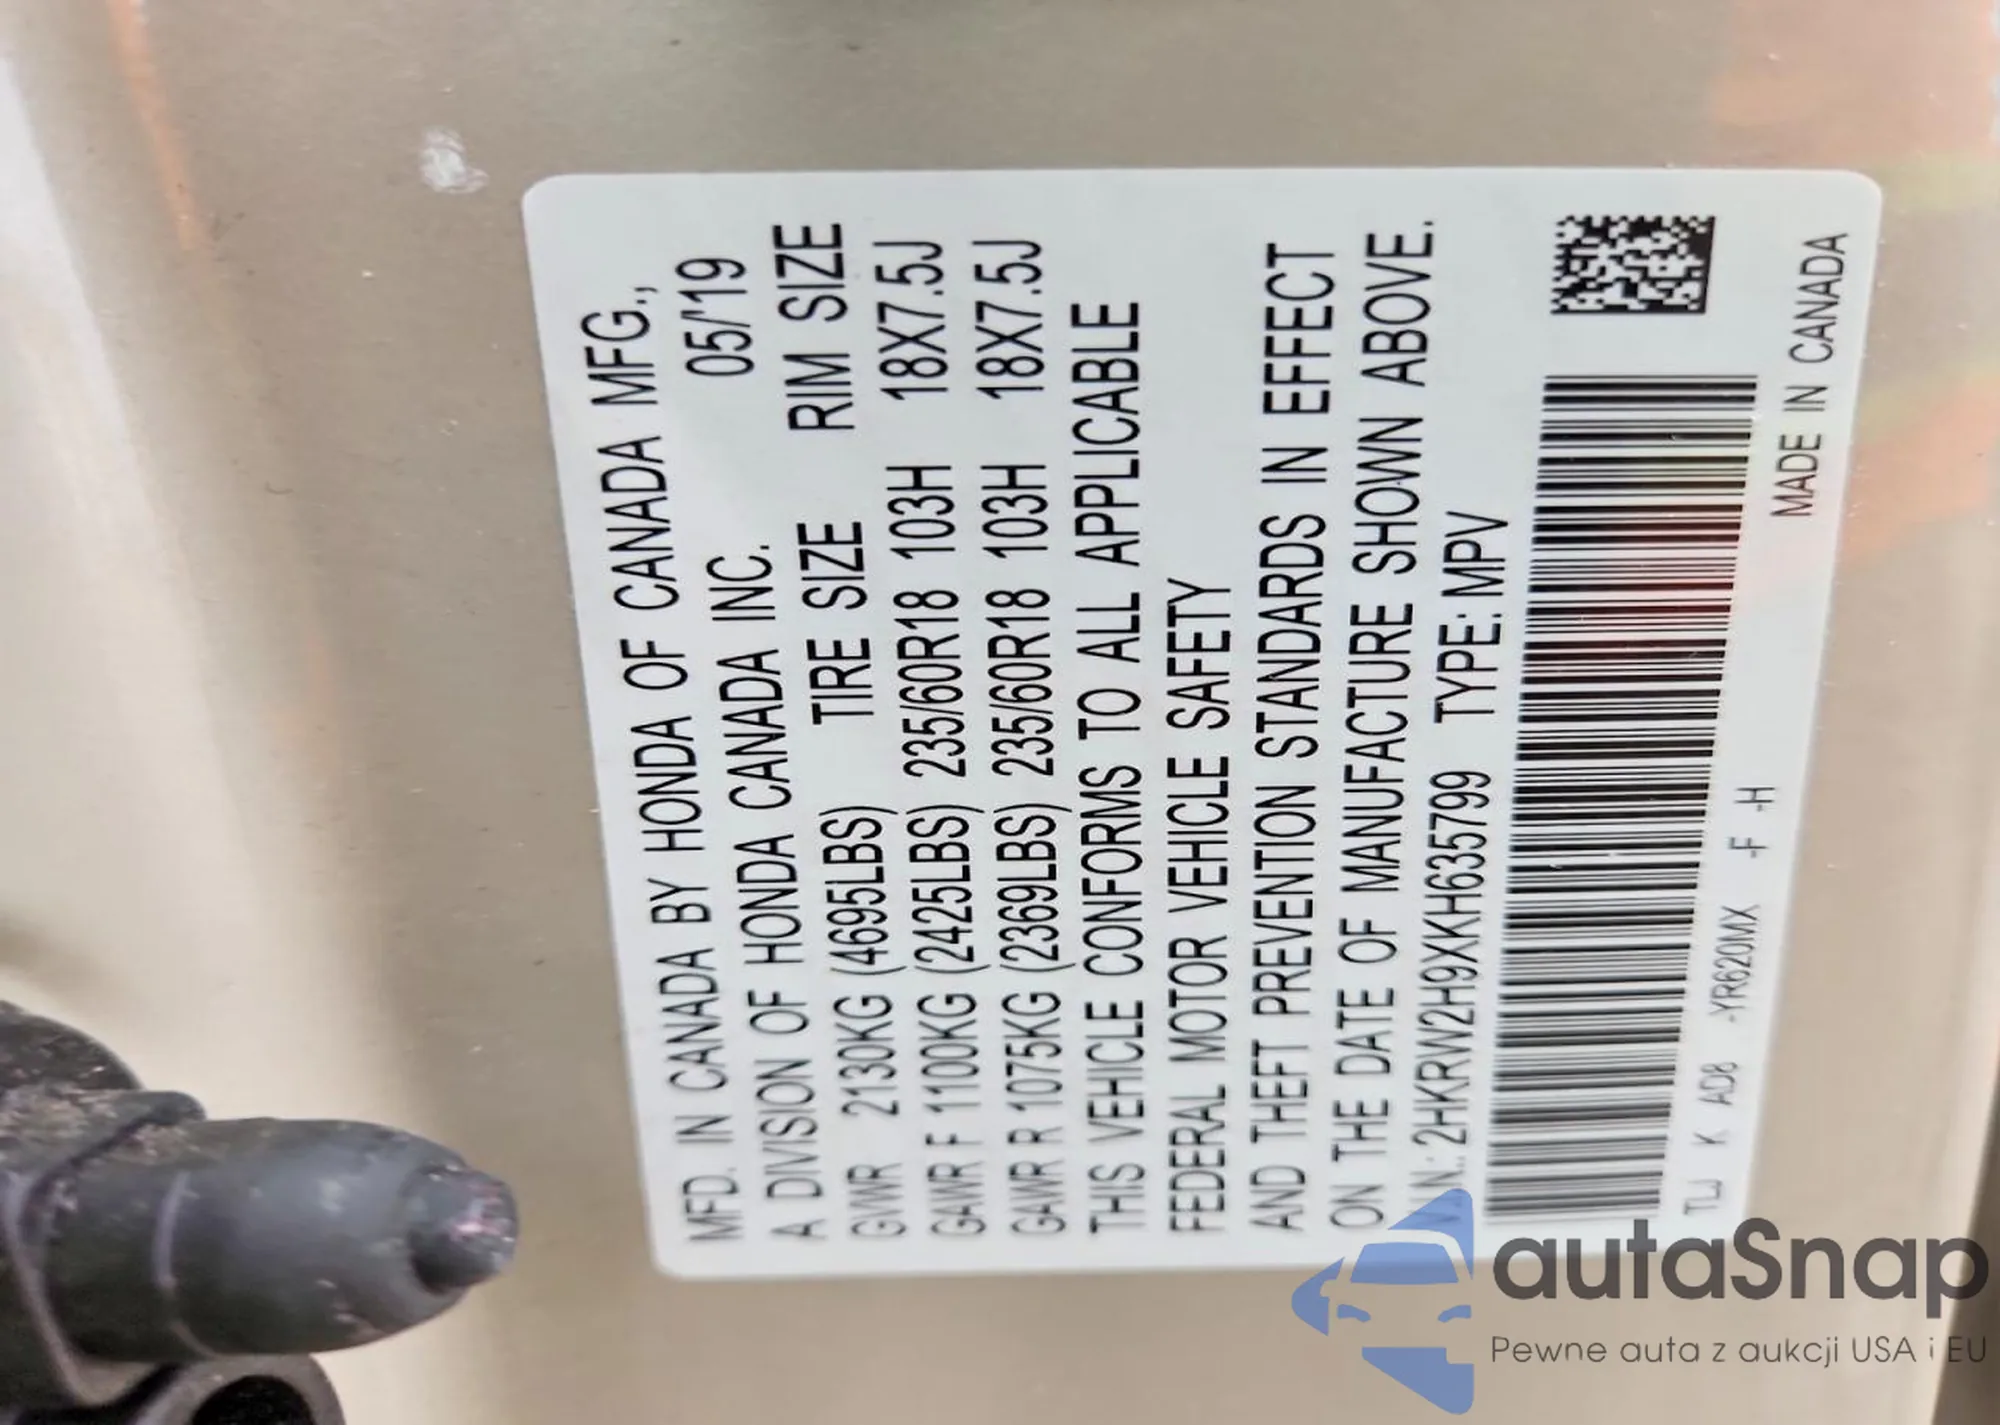 MFD. IN CANADA BY HONDA OF CANADA MFG.,
A DIVISION OF HONDA CANADA INC. 05/'19
GVWR 2130KG (4695LBS) TIRE SIZE RIM SIZE
GAWR F 1100KG (2425LBS) 235/60R18 103H 18X7.5J
GAWR R 1075KG (2369LBS) 235/60R18 103H 18X7.5J
THIS VEHICLE CONFORMS TO ALL APPLICABLE
FEDERAL MOTOR VEHICLE SAFETY
AND THEFT PREVENTION STANDARDS IN EFFECT
ON THE DATE OF MANUFACTURE SHOWN ABOVE.
V.I.N.: 2HKRW2H9XKH635799 TYPE: MPV
TLJ K AD8 -YR620MX -F -H
MADE IN CANADA
autaSnap
Pewne auta z aukcji USA i EU